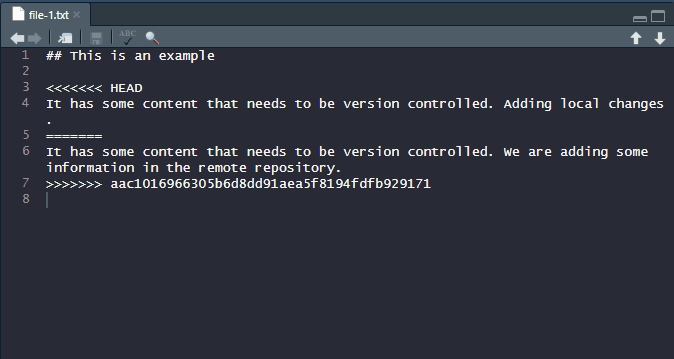 file-1.txt
ABC
1 ## This is an example
2
3 <<<<<<< HEAD
4 It has some content that needs to be version controlled. Adding local changes
.
5 =======
6 It has some content that needs to be version controlled. We are adding some
information in the remote repository.
7 >>>>>>> aac1016966305b6d8dd91aea5f8194fdfb929171
8